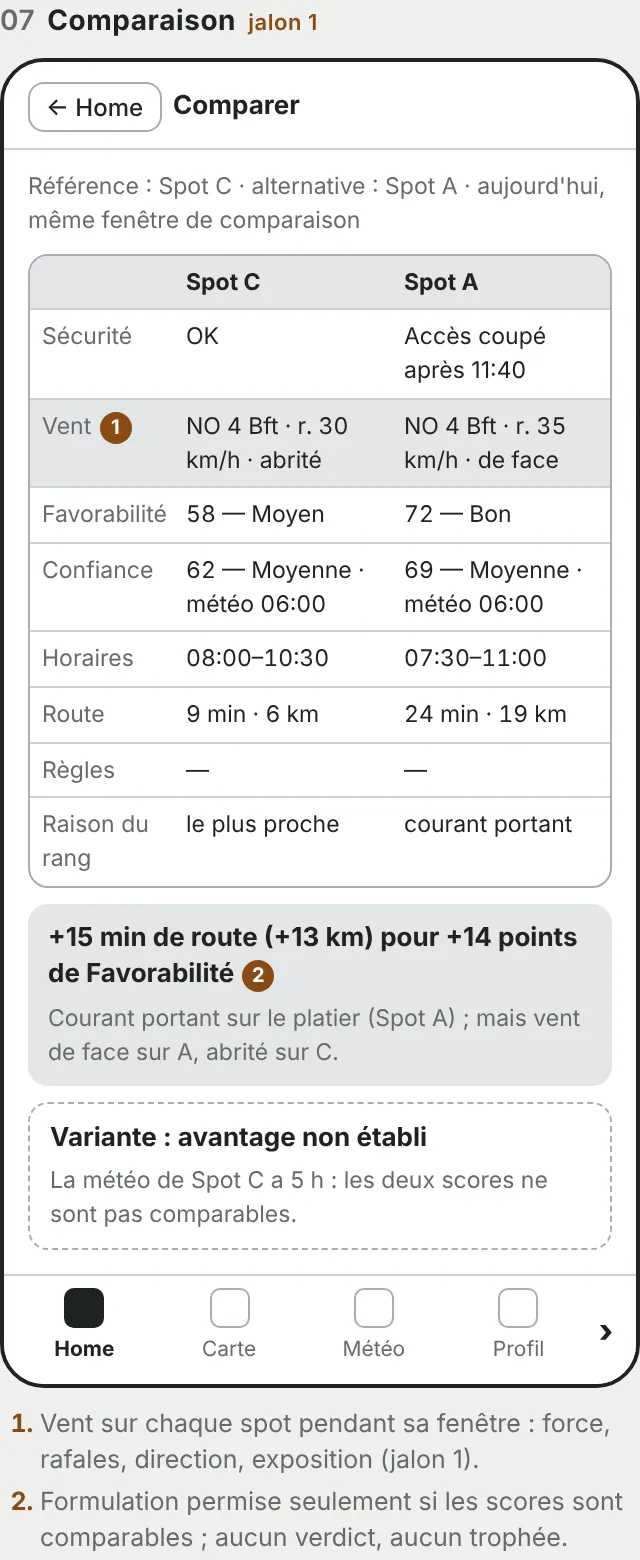 07 Comparaison jalon 1
← Home Comparer
Référence : Spot C · alternative : Spot A · aujourd'hui,
même fenêtre de comparaison
Spot C Spot A
Sécurité OK Accès coupé
après 11:40
Vent 1 NO 4 Bft · r. 30 NO 4 Bft · r. 35
km/h · abrité km/h · de face
Favorabilité 58 — Moyen 72 — Bon
Confiance 62 — Moyenne · 69 — Moyenne ·
météo 06:00 météo 06:00
Horaires 08:00–10:30 07:30–11:00
Route 9 min · 6 km 24 min · 19 km
Règles — —
Raison du le plus proche courant portant
rang
+15 min de route (+13 km) pour +14 points
de Favorabilité 2
Courant portant sur le platier (Spot A) ; mais vent
de face sur A, abrité sur C.
Variante : avantage non établi
La météo de Spot C a 5 h : les deux scores ne
sont pas comparables.
Home Carte Météo Profil ›
1. Vent sur chaque spot pendant sa fenêtre : force,
rafales, direction, exposition (jalon 1).
2. Formulation permise seulement si les scores sont
comparables ; aucun verdict, aucun trophée.